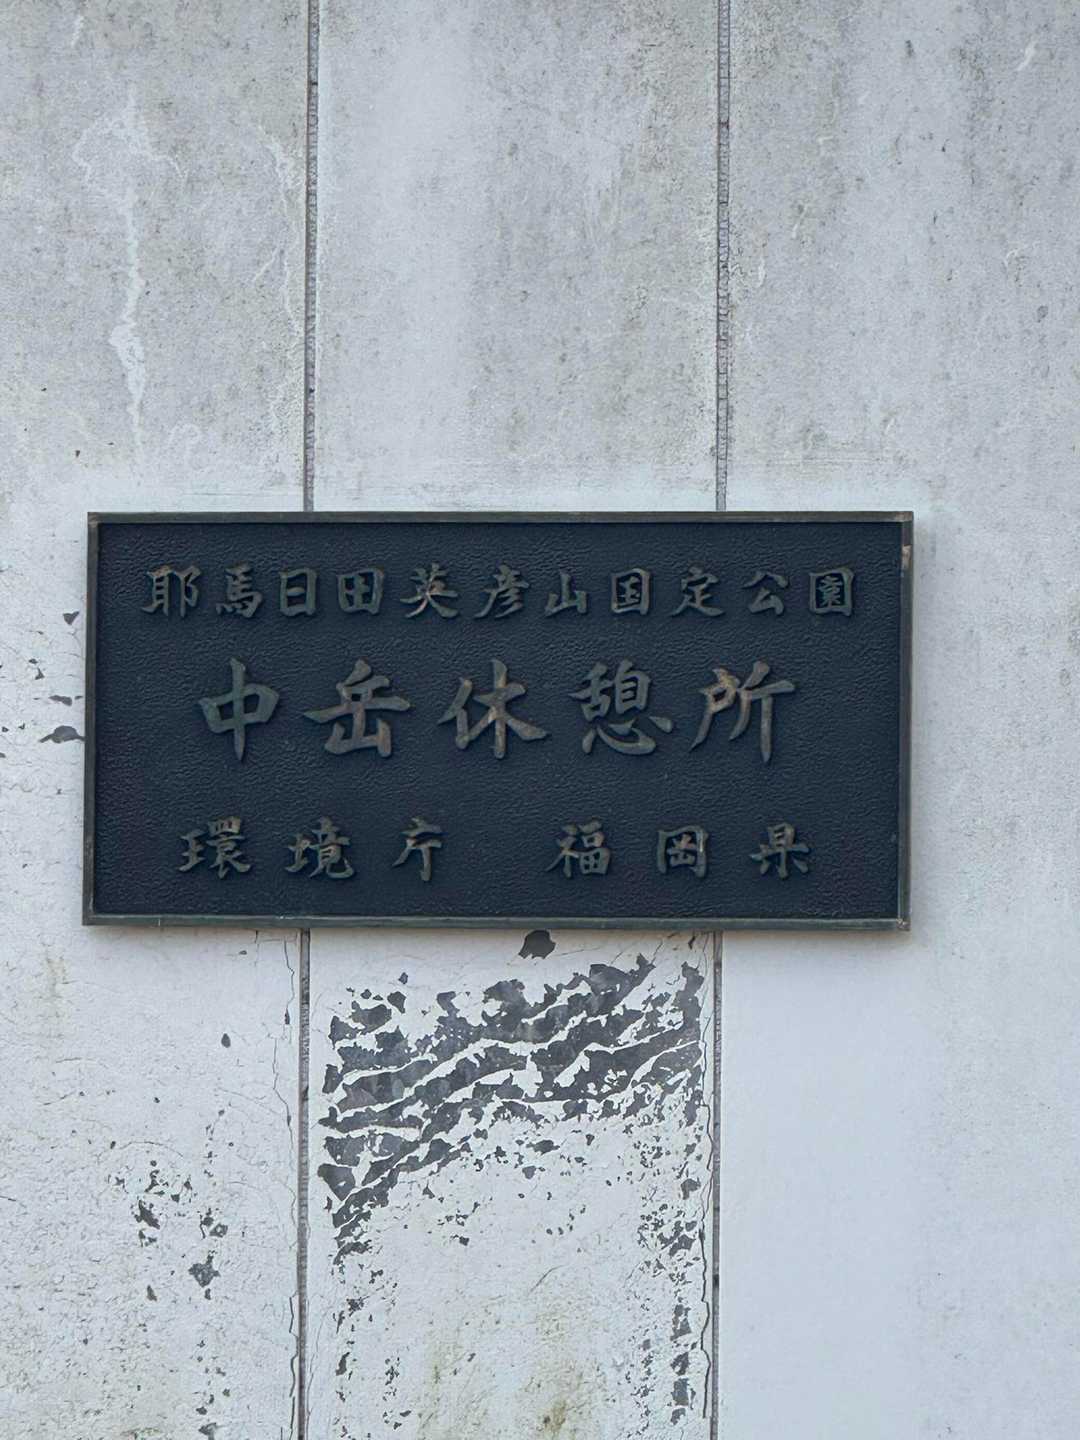 耶馬日田英彦山国定公園
中岳休憩所
環境庁　福岡県